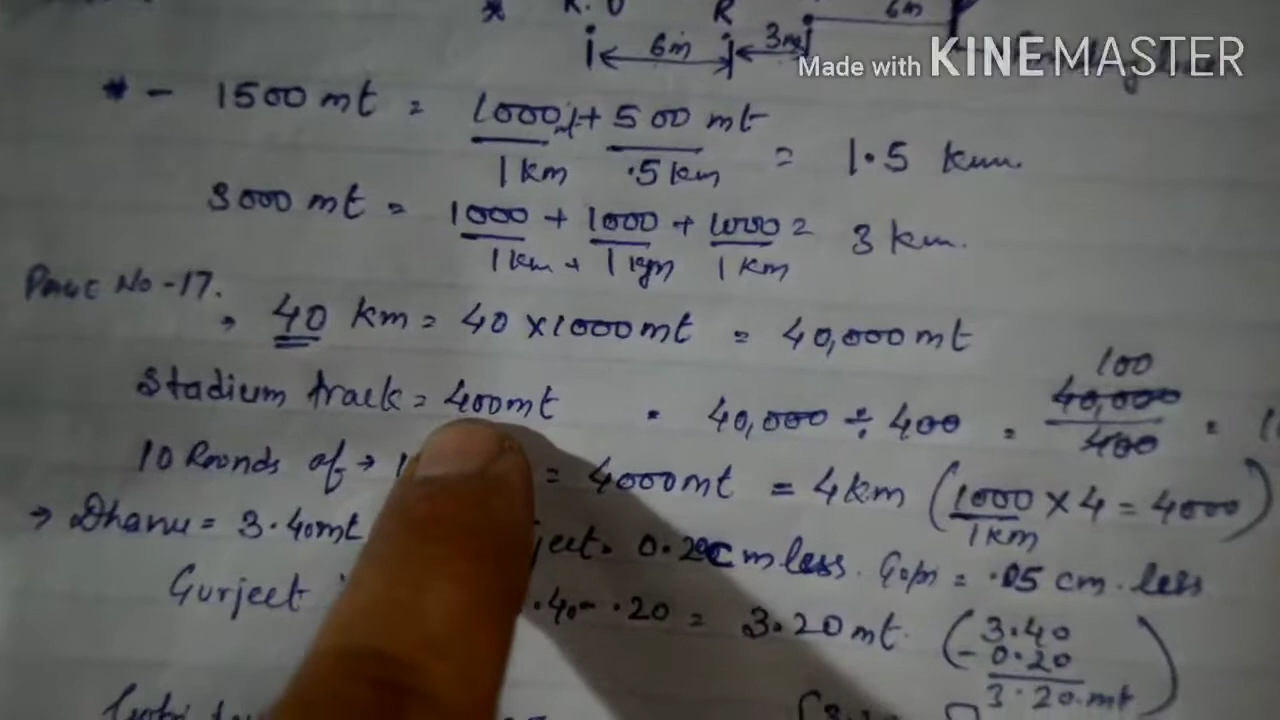 R 6m
6m 3m
Made with KINEMASTER
* - 1500 mt = 1000 + 500 mt = 1.5 km.
1 km .5 km
3000 mt = 1000 + 1000 + 1000 = 3 km.
1 km + 1 km 1 km
Page No -17.
40 km = 40 x 1000 mt = 40,000 mt
100
Stadium track = 400 mt = 40,000 ÷ 400 = 40,000 =
400
10 Rounds of → = 4000 mt = 4 km (1000 x 4 = 4000)
1 km
→ Dhanu = 3.40 mt 0.20 cm less. Gopi = .05 cm. less
Gurjeet .40 - .20 = 3.20 mt. (3.40
- 0.20
3.20 mt)